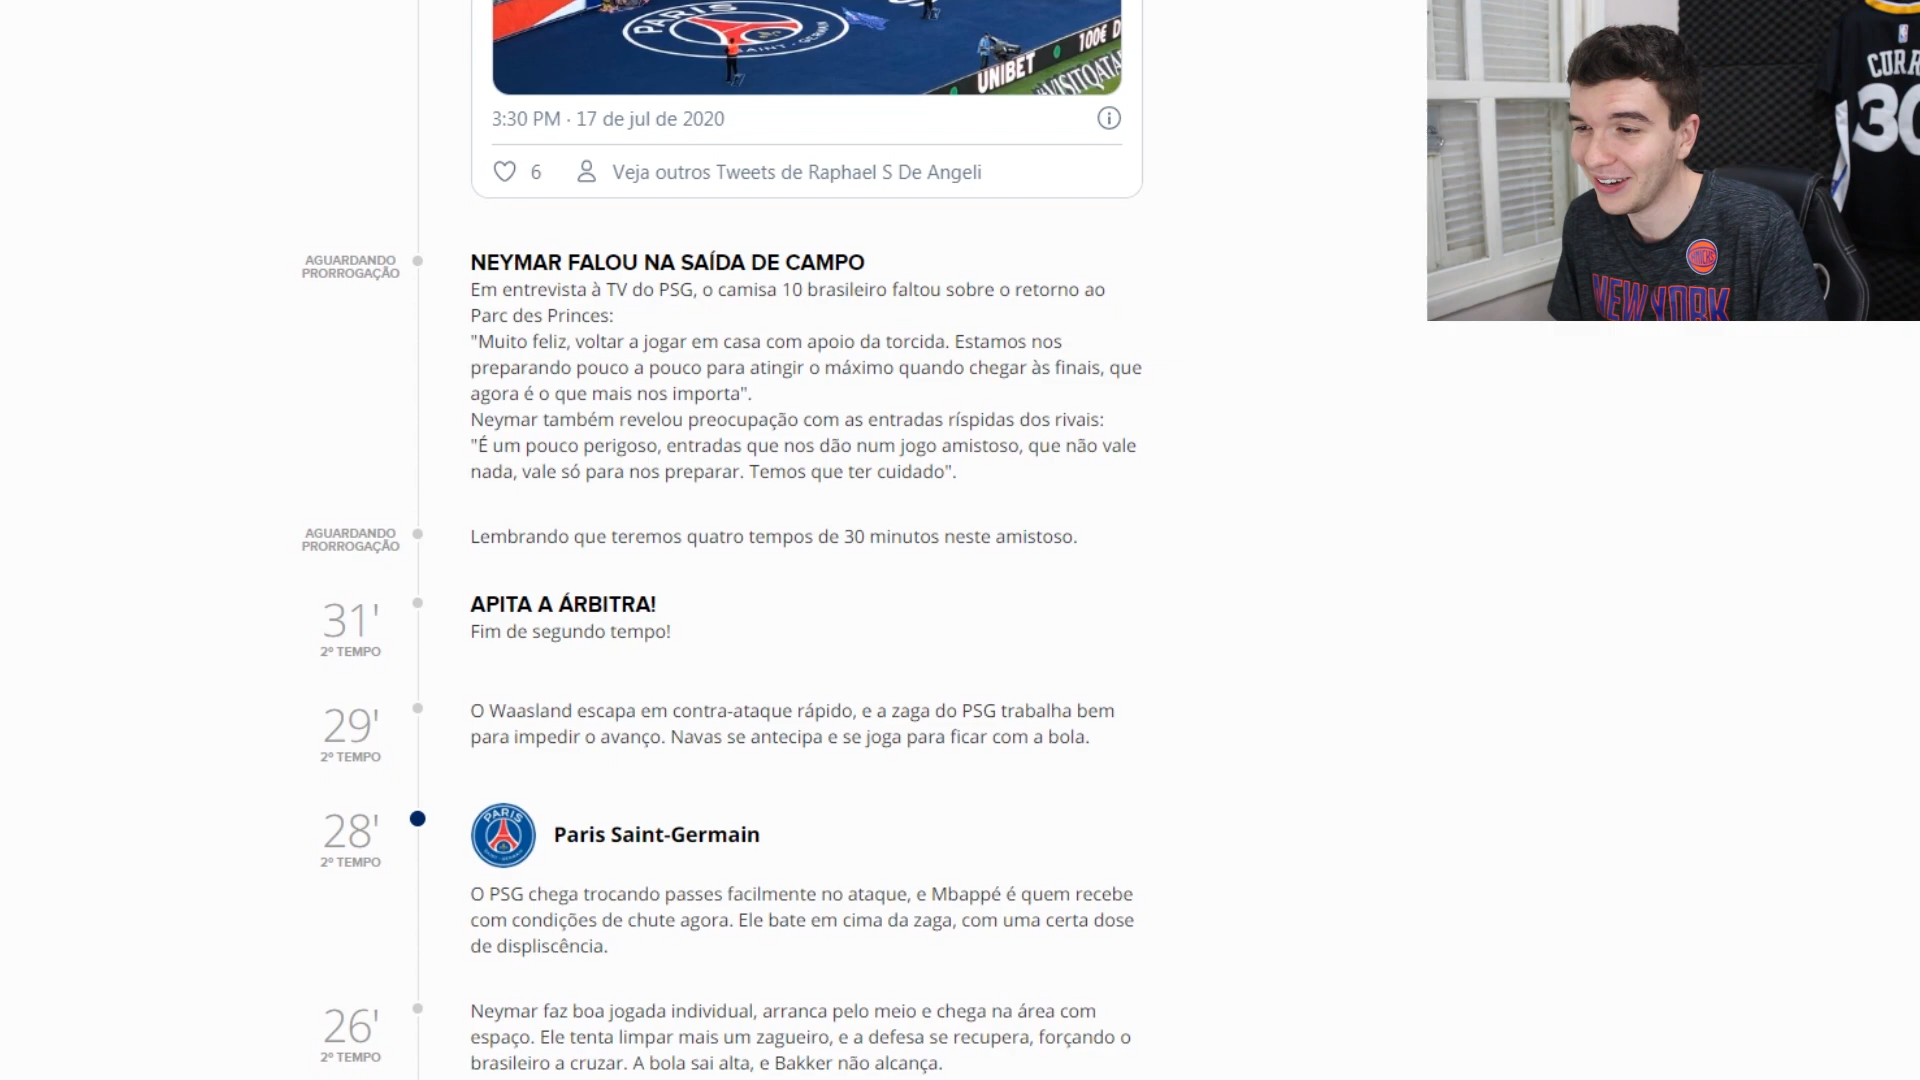 PARIS
SAINT-GERMAIN
UNIBET
100€ D
VISITQATA
3:30 PM · 17 de jul de 2020
6 Veja outros Tweets de Raphael S De Angeli
CURR
30
NEW YORK
AGUARDANDO
PRORROGAÇÃO
NEYMAR FALOU NA SAÍDA DE CAMPO
Em entrevista à TV do PSG, o camisa 10 brasileiro faltou sobre o retorno ao
Parc des Princes:
"Muito feliz, voltar a jogar em casa com apoio da torcida. Estamos nos
preparando pouco a pouco para atingir o máximo quando chegar às finais, que
agora é o que mais nos importa".
Neymar também revelou preocupação com as entradas ríspidas dos rivais:
"É um pouco perigoso, entradas que nos dão num jogo amistoso, que não vale
nada, vale só para nos preparar. Temos que ter cuidado".
AGUARDANDO
PRORROGAÇÃO
Lembrando que teremos quatro tempos de 30 minutos neste amistoso.
31'
2º TEMPO
APITA A ÁRBITRA!
Fim de segundo tempo!
29'
2º TEMPO
O Waasland escapa em contra-ataque rápido, e a zaga do PSG trabalha bem
para impedir o avanço. Navas se antecipa e se joga para ficar com a bola.
28'
2º TEMPO
PARIS
Paris Saint-Germain
O PSG chega trocando passes facilmente no ataque, e Mbappé é quem recebe
com condições de chute agora. Ele bate em cima da zaga, com uma certa dose
de displiscência.
26'
2º TEMPO
Neymar faz boa jogada individual, arranca pelo meio e chega na área com
espaço. Ele tenta limpar mais um zagueiro, e a defesa se recupera, forçando o
brasileiro a cruzar. A bola sai alta, e Bakker não alcança.